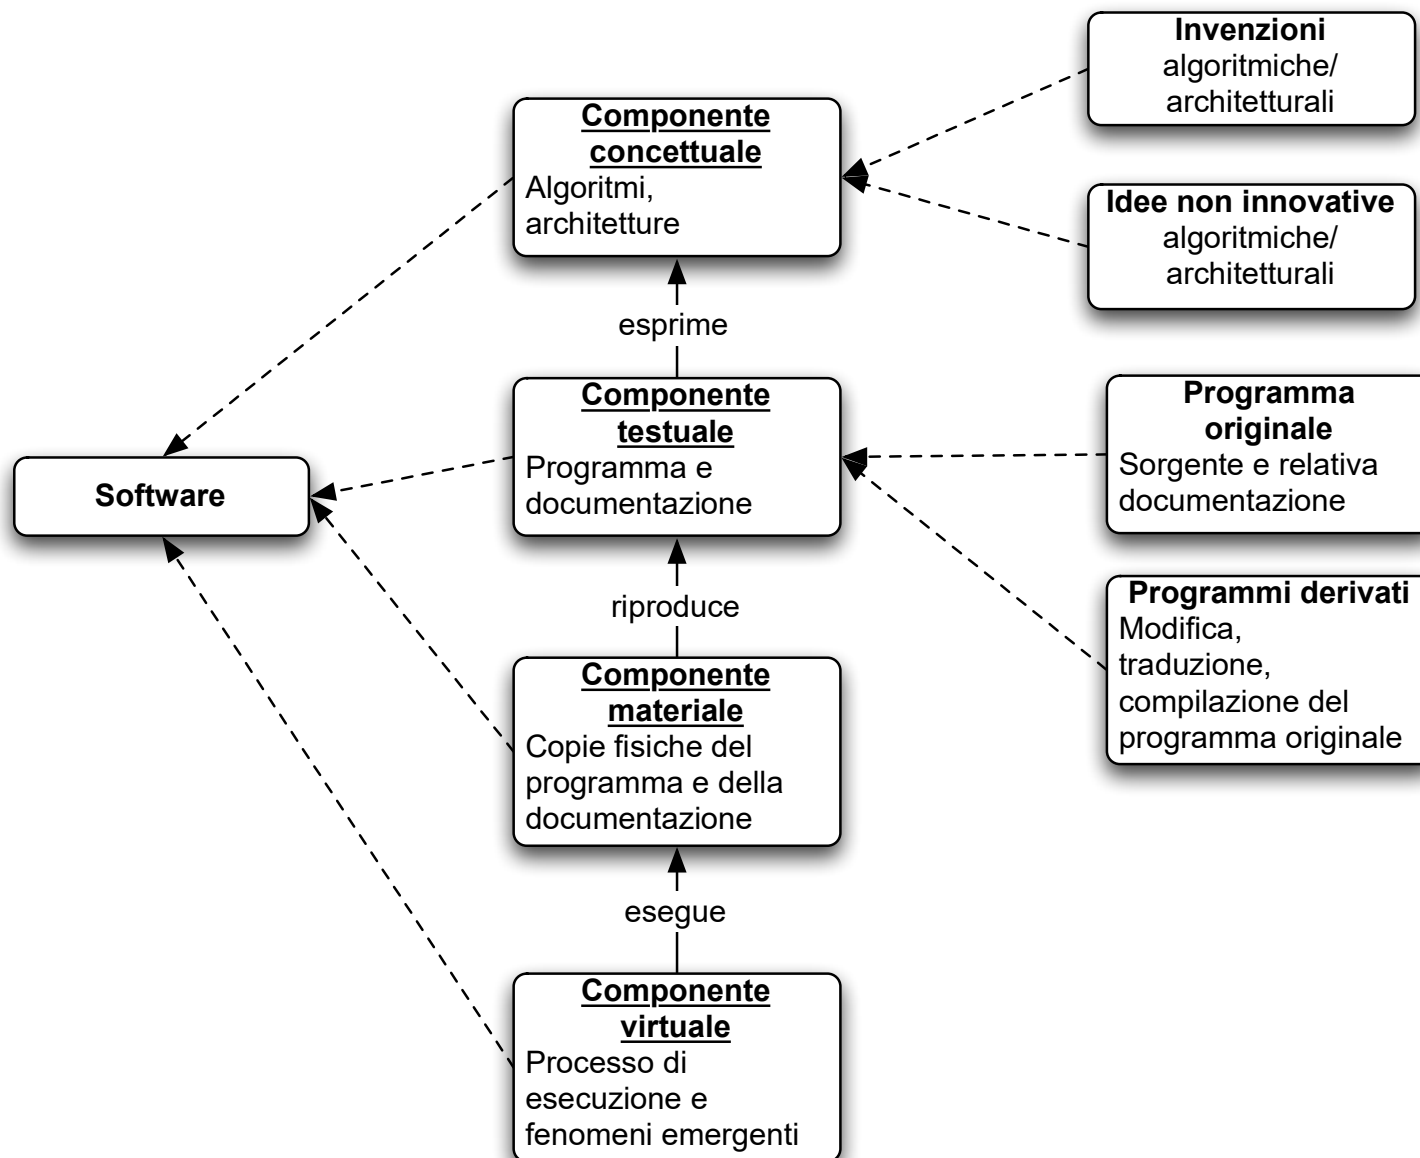 Invenzioni
algoritmiche/
architetturali
Componente
concettuale
Algoritmi,
architetture
Idee non innovative
algoritmiche/
architetturali
esprime
Componente
testuale
Programma e
documentazione
Programma
originale
Sorgente e relativa
documentazione
Software
riproduce
Programmi derivati
Modifica,
traduzione,
compilazione del
programma originale
Componente
materiale
Copie fisiche del
programma e della
documentazione
esegue
Componente
virtuale
Processo di
esecuzione e
fenomeni emergenti